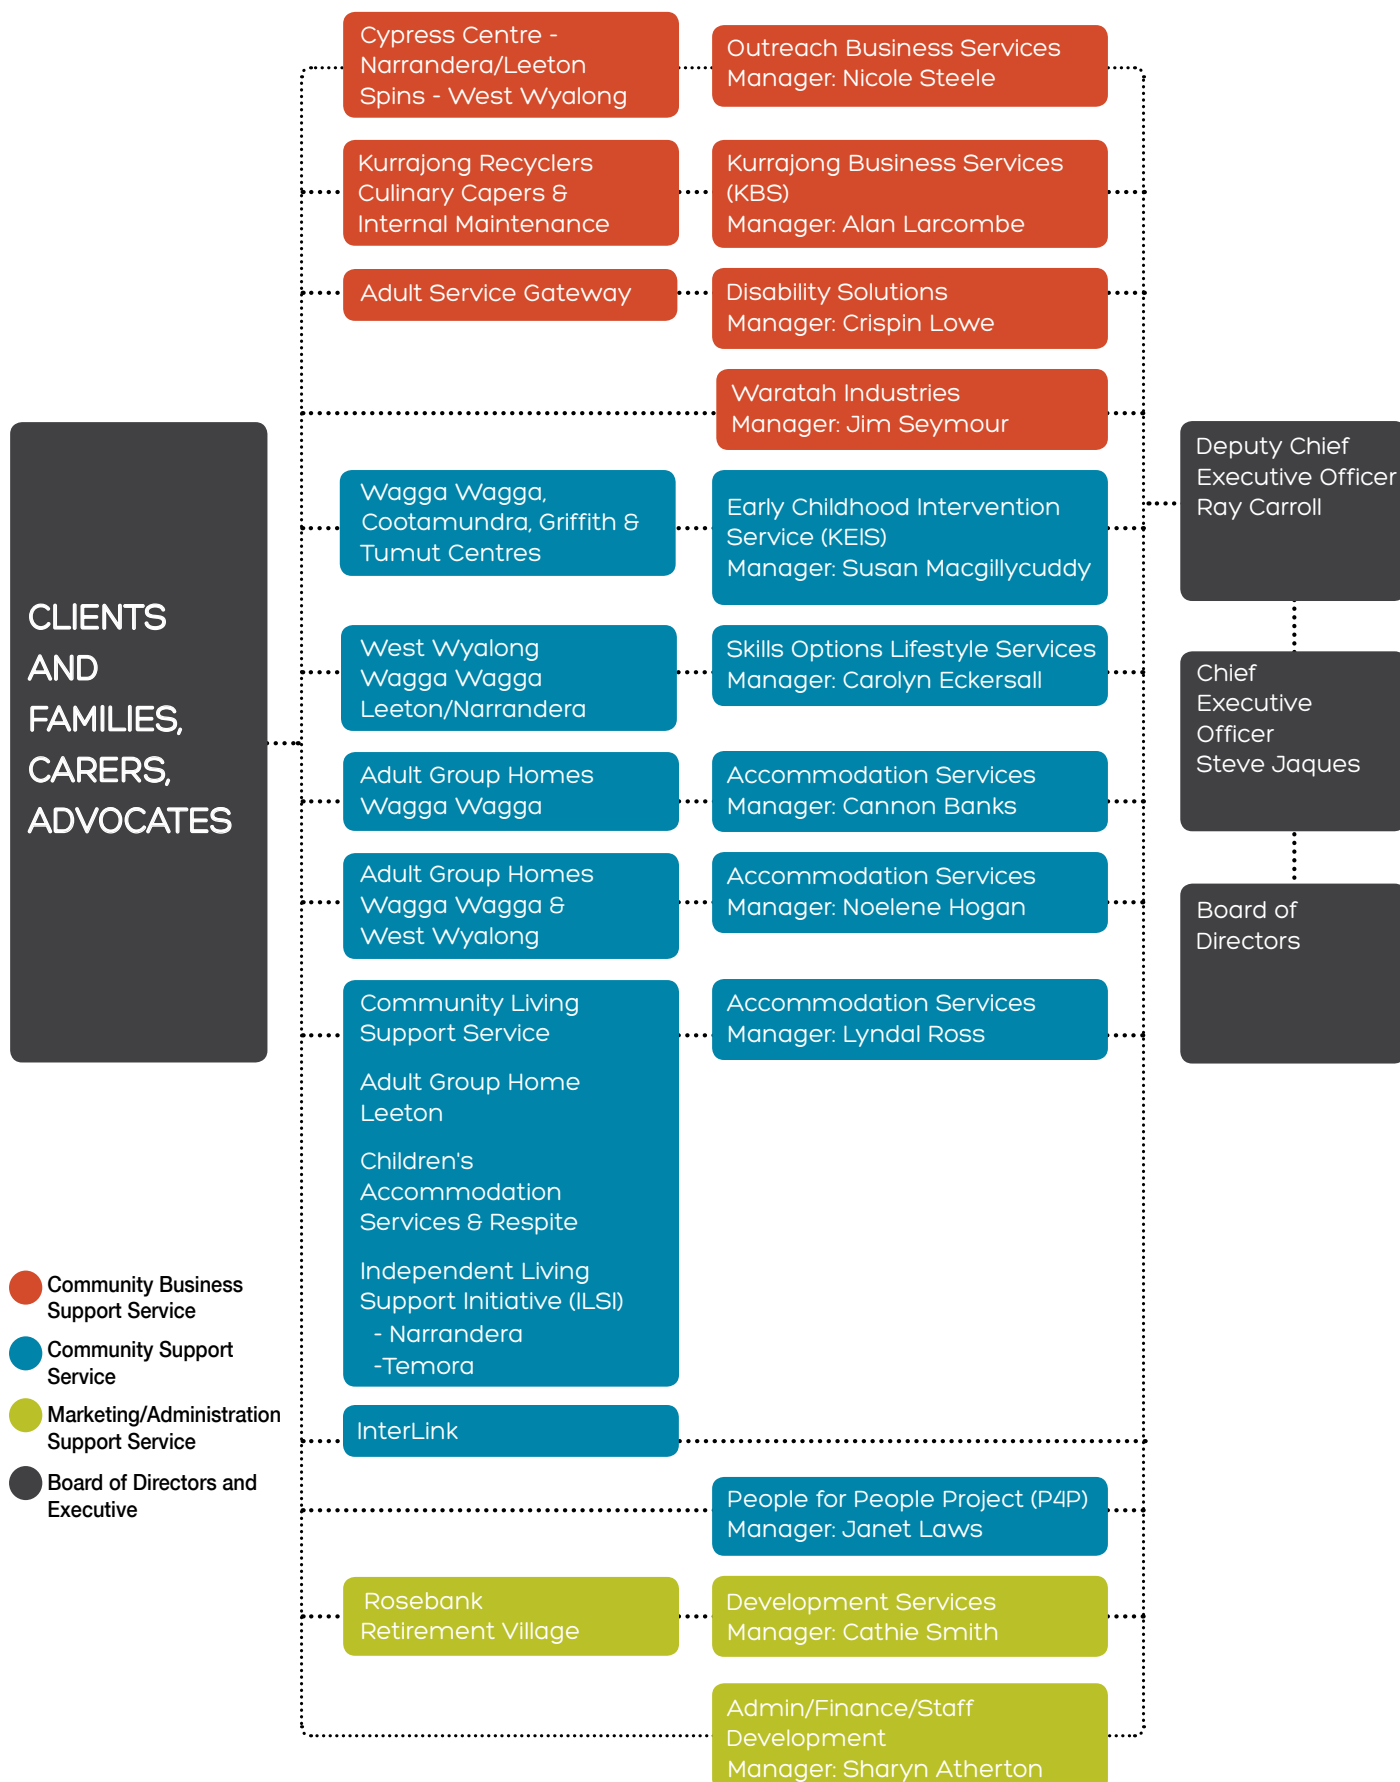 Cypress Centre -
Narrandera/Leeton
Spins - West Wyalong
Outreach Business Services
Manager: Nicole Steele
Kurrajong Recyclers
Culinary Capers &
Internal Maintenance
Kurrajong Business Services
(KBS)
Manager: Alan Larcombe
Adult Service Gateway
Disability Solutions
Manager: Crispin Lowe
Waratah Industries
Manager: Jim Seymour
Wagga Wagga,
Cootamundra, Griffith &
Tumut Centres
Early Childhood Intervention
Service (KEIS)
Manager: Susan Macgillycuddy
West Wyalong
Wagga Wagga
Leeton/Narrandera
Skills Options Lifestyle Services
Manager: Carolyn Eckersall
Adult Group Homes
Wagga Wagga
Accommodation Services
Manager: Cannon Banks
Adult Group Homes
Wagga Wagga &
West Wyalong
Accommodation Services
Manager: Noelene Hogan
Community Living
Support Service
Adult Group Home
Leeton
Children's
Accommodation
Services & Respite
Independent Living
Support Initiative (ILSI)
- Narrandera
-Temora
Accommodation Services
Manager: Lyndal Ross
InterLink
People for People Project (P4P)
Manager: Janet Laws
Rosebank
Retirement Village
Development Services
Manager: Cathie Smith
Admin/Finance/Staff
Development
Manager: Sharyn Atherton
CLIENTS
AND
FAMILIES,
CARERS,
ADVOCATES
Deputy Chief
Executive Officer
Ray Carroll
Chief
Executive
Officer
Steve Jaques
Board of
Directors
Community Business
Support Service
Community Support
Service
Marketing/Administration
Support Service
Board of Directors and
Executive